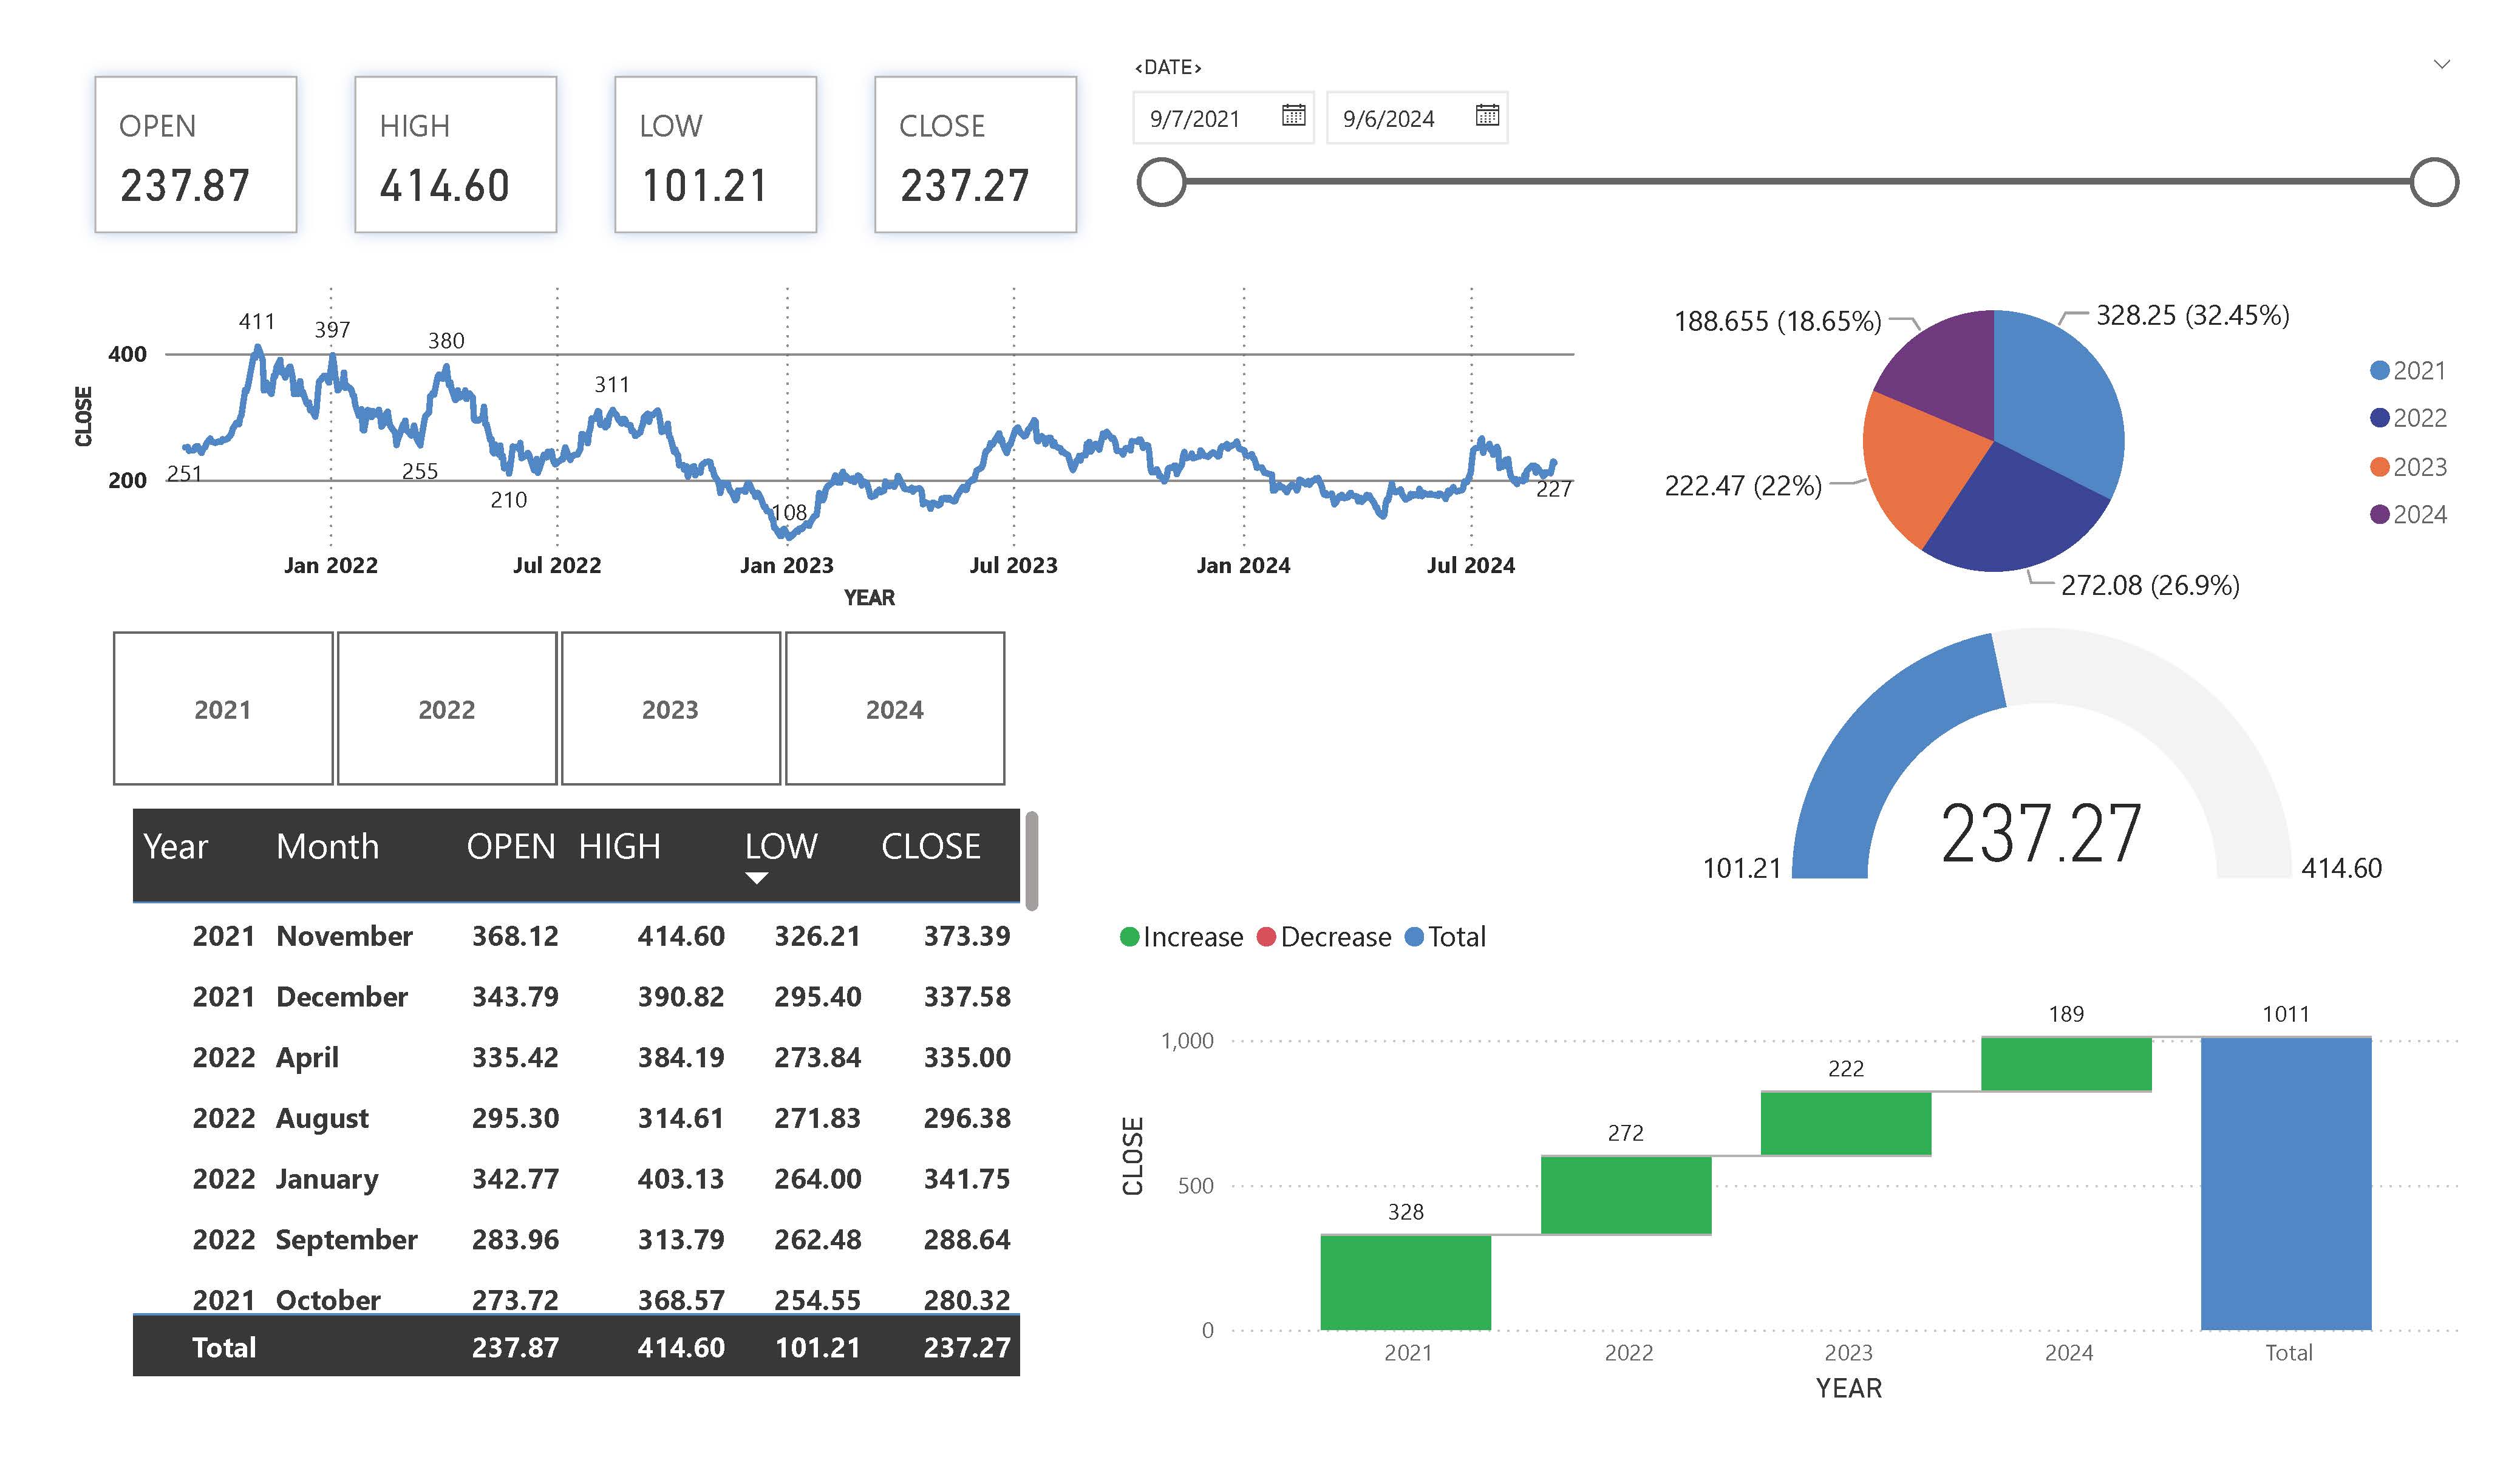 <DATE>
OPEN
237.87
HIGH
414.60
LOW
101.21
CLOSE
237.27
9/7/2021
9/6/2024
411
397
380
311
400
CLOSE
200
251
255
210
108
227
Jan 2022
Jul 2022
Jan 2023
Jul 2023
Jan 2024
Jul 2024
YEAR
188.655 (18.65%)
328.25 (32.45%)
222.47 (22%)
272.08 (26.9%)
2021
2022
2023
2024
2021
2022
2023
2024
237.27
101.21
414.60
Year Month OPEN HIGH LOW CLOSE
2021 November 368.12 414.60 326.21 373.39
2021 December 343.79 390.82 295.40 337.58
2022 April 335.42 384.19 273.84 335.00
2022 August 295.30 314.61 271.83 296.38
2022 January 342.77 403.13 264.00 341.75
2022 September 283.96 313.79 262.48 288.64
2021 October 273.72 368.57 254.55 280.32
Total 237.87 414.60 101.21 237.27
Increase Decrease Total
189
1011
1,000
222
272
CLOSE
500
328
0
2021
2022
2023
2024
Total
YEAR